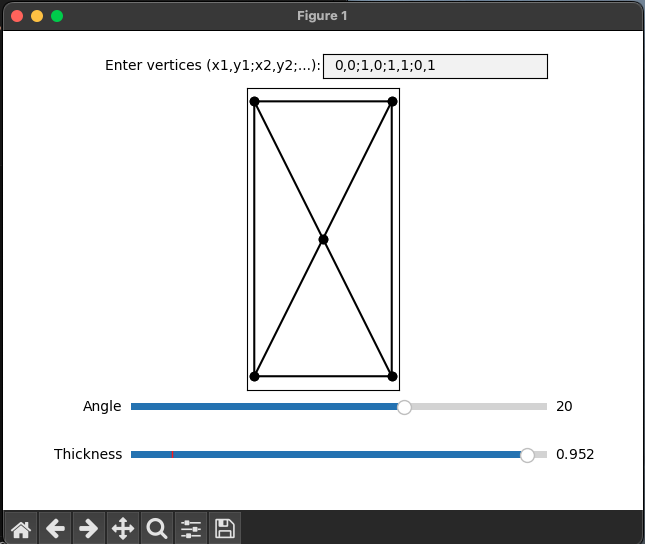 Figure 1
Enter vertices (x1,y1;x2,y2;...): 0,0;1,0;1,1;0,1
Angle 20
Thickness 0.952